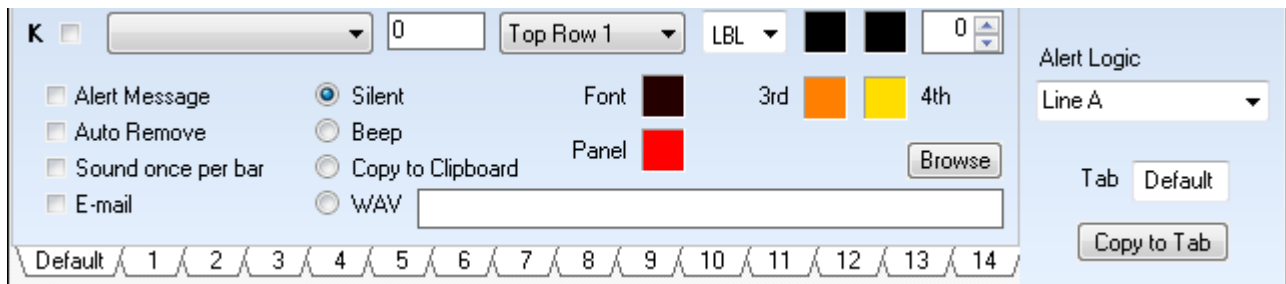 K 0 Top Row 1 LBL 0
Alert Logic
Alert Message Silent Font 3rd 4th
Line A
Auto Remove Beep
Panel Browse
Sound once per bar Copy to Clipboard
Tab Default
E-mail WAV
Copy to Tab
Default 1 2 3 4 5 6 7 8 9 10 11 12 13 14